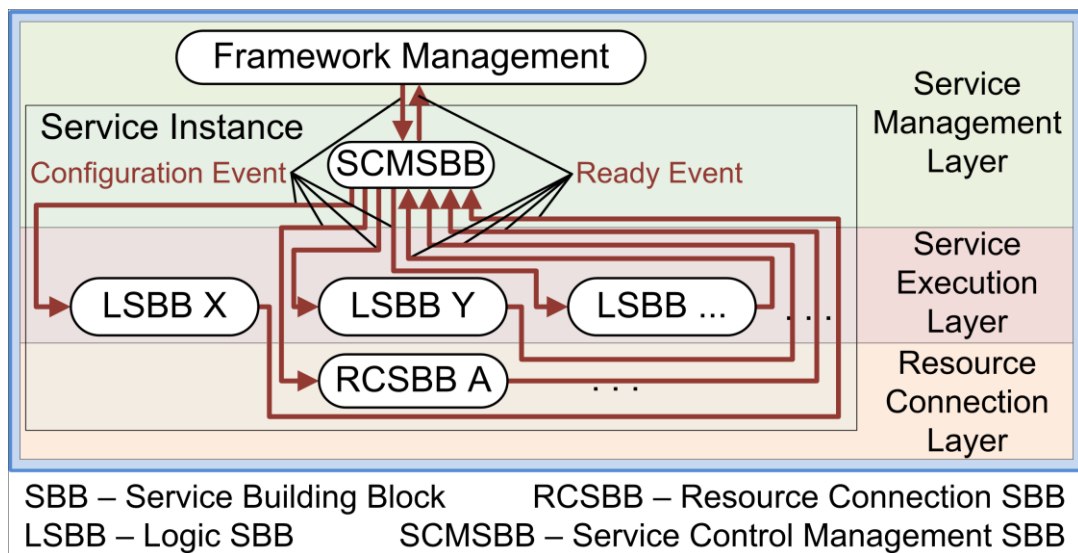 Framework Management
Service
Management
Layer
Service Instance
SCMSBB
Configuration Event
Ready Event
Service
Execution
Layer
LSBB X
LSBB Y
LSBB ...
. . .
Resource
Connection
Layer
RCSBB A
. . .
SBB – Service Building Block
RCSBB – Resource Connection SBB
LSBB – Logic SBB
SCMSBB – Service Control Management SBB